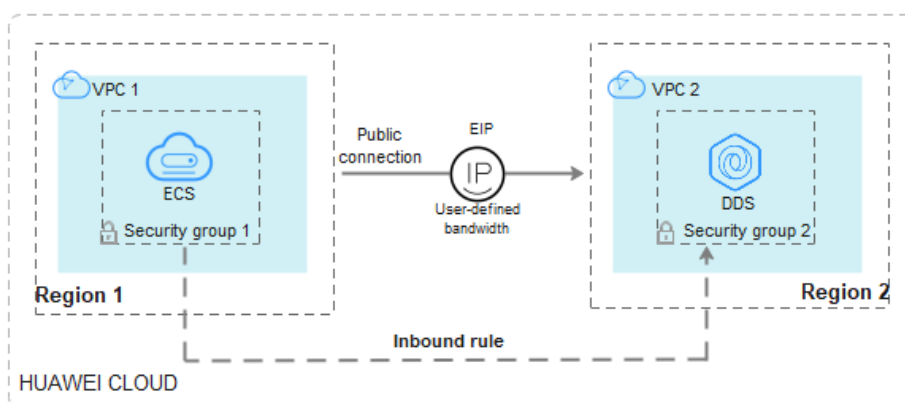 VPC 1
ECS
Security group 1
Region 1
Public
connection
EIP
IP
User-defined
bandwidth
VPC 2
DDS
Security group 2
Region 2
Inbound rule
HUAWEI CLOUD